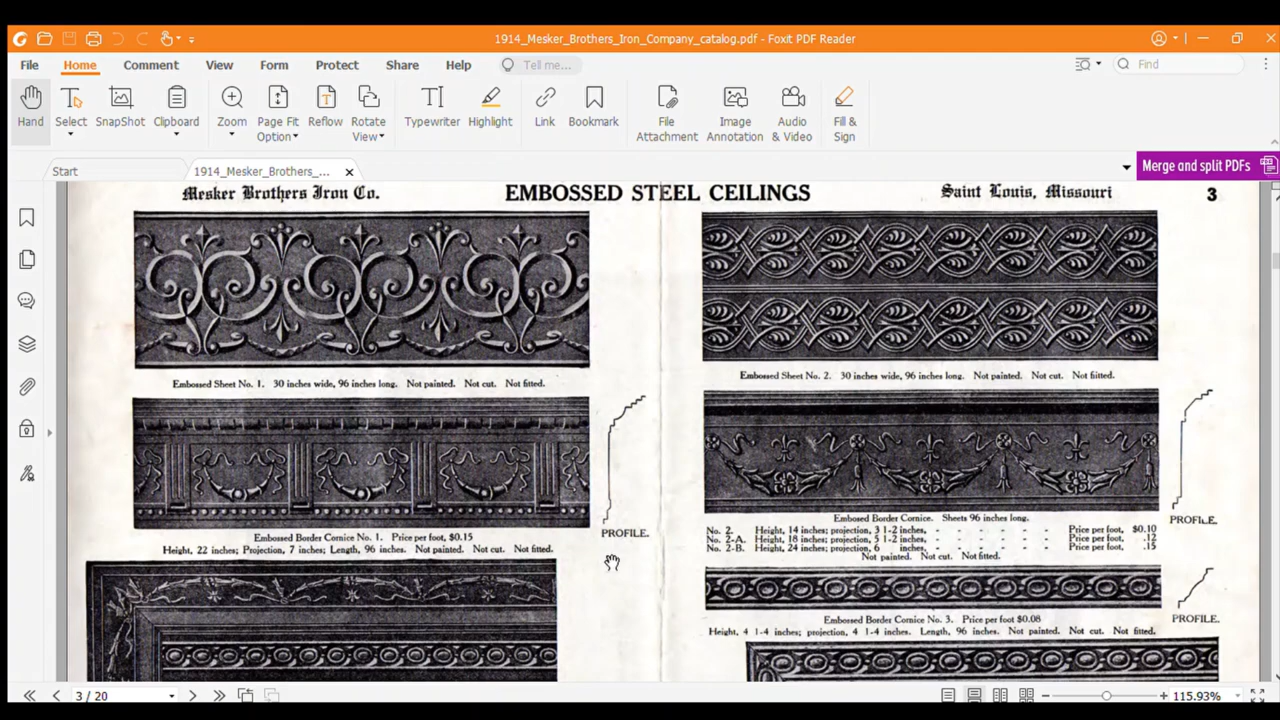 1914_Mesker_Brothers_Iron_Company_catalog.pdf - Foxit PDF Reader
File Home Comment View Form Protect Share Help Tell me... Find
Hand Select SnapShot Clipboard Zoom Page Fit Option Reflow Rotate View Typewriter Highlight Link Bookmark File Attachment Image Annotation Audio & Video Fill & Sign
Start 1914_Mesker_Brothers_... Merge and split PDFs
Mesker Brothers Iron Co. EMBOSSED STEEL CEILINGS Saint Louis, Missouri 3
Embossed Sheet No. 1. 30 inches wide, 96 inches long. Not painted. Not cut. Not fitted.
PROFILE.
Embossed Border Cornice No. 1. Price per foot, $0.15
Height, 22 inches; Projection, 7 inches; Length, 96 inches. Not painted. Not cut. Not fitted.
Embossed Sheet No. 2. 30 inches wide, 96 inches long. Not painted. Not cut. Not fitted.
PROFILE.
Embossed Border Cornice. Sheets 96 inches long.
No. 2. Height, 14 inches; projection, 3 1-2 inches, - - - - - Price per foot, $0.10
No. 2-A. Height, 18 inches; projection, 5 1-2 inches, - - - - - Price per foot, .12
No. 2-B. Height, 24 inches; projection, 6 inches, - - - - - Price per foot, .15
Not painted. Not cut. Not fitted.
PROFILE.
Embossed Border Cornice No. 3. Price per foot $0.08
Height, 4 1-4 inches; projection, 4 1-4 inches. Length, 96 inches. Not painted. Not cut. Not fitted.
3 / 20 115.93%